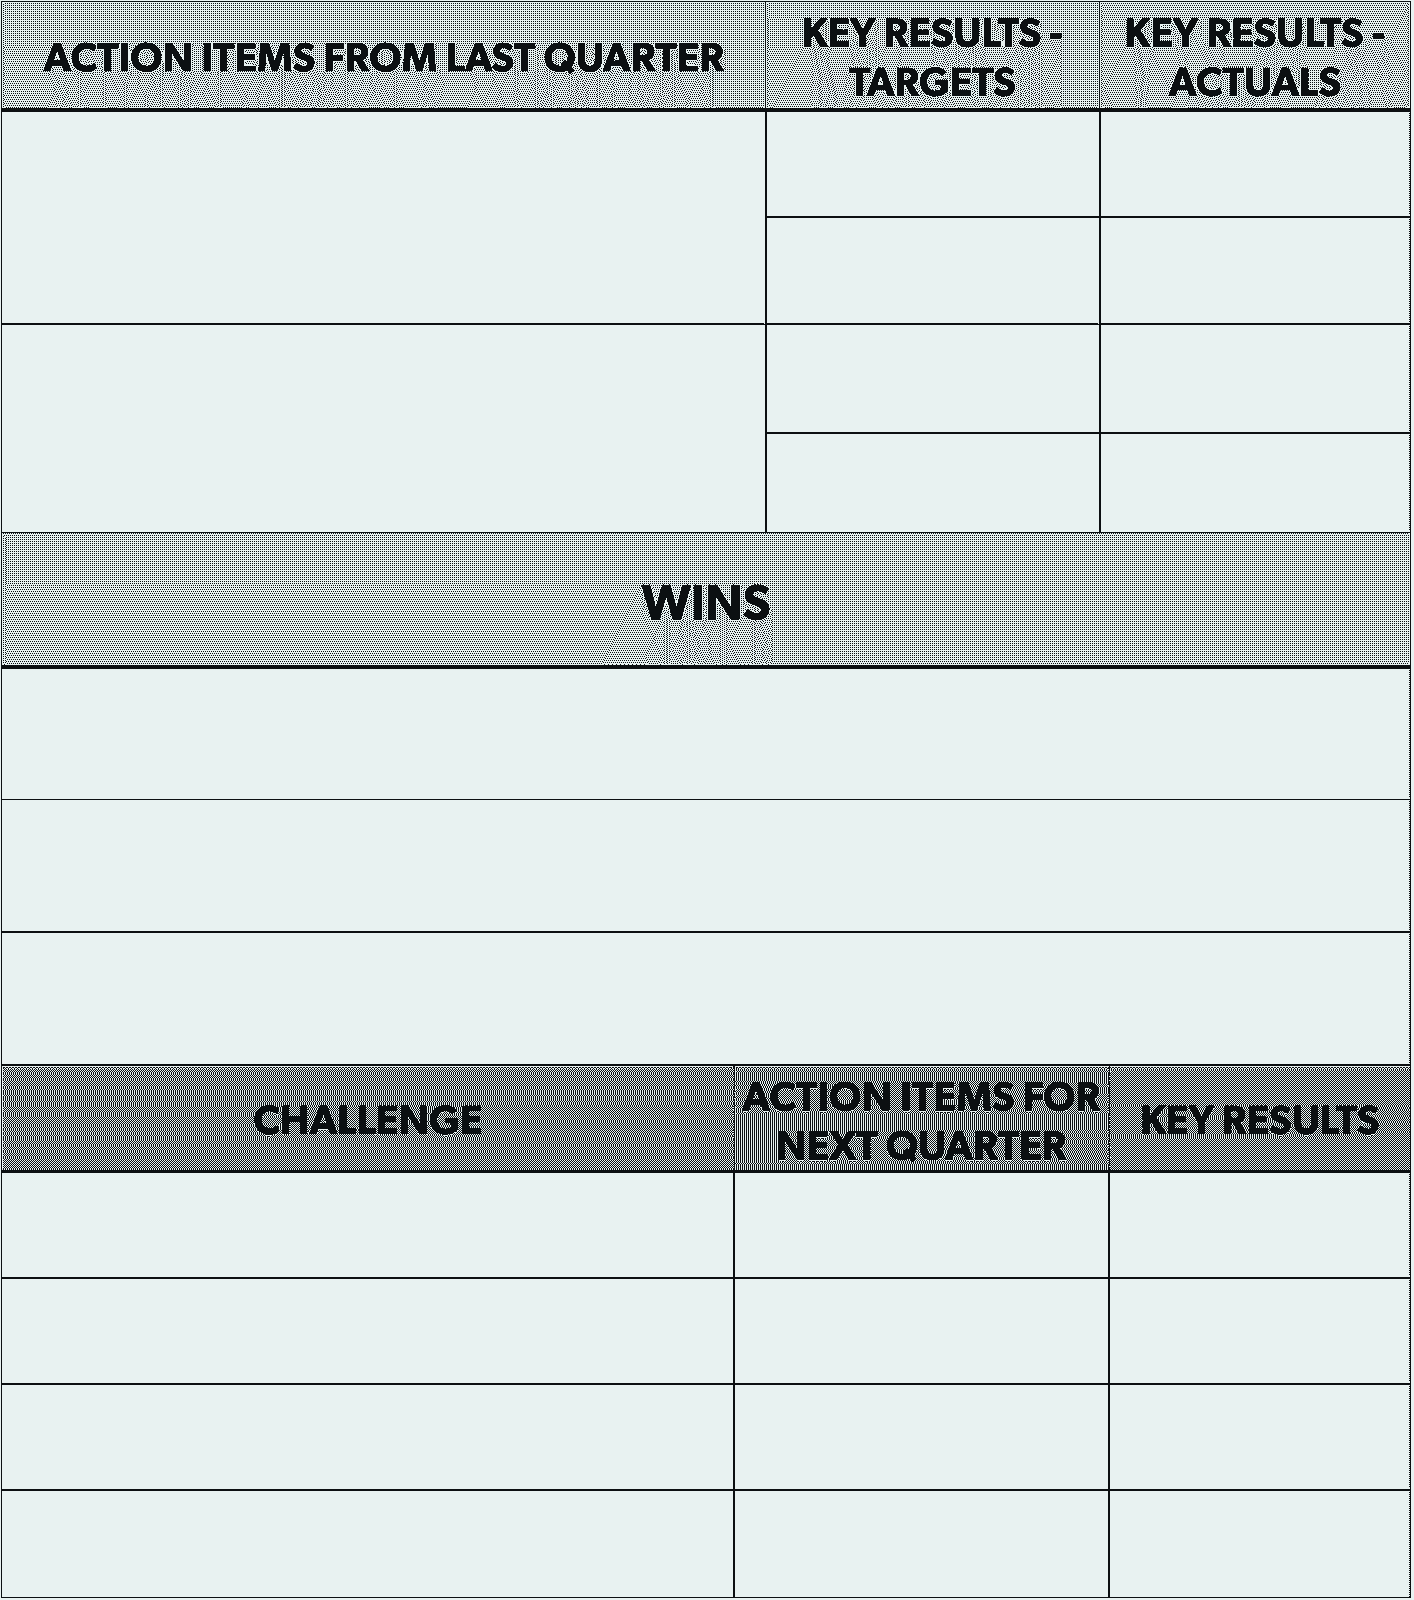 ACTION ITEMS FROM LAST QUARTER
KEY RESULTS -
TARGETS
KEY RESULTS -
ACTUALS
WINS
CHALLENGE
ACTION ITEMS FOR
NEXT QUARTER
KEY RESULTS